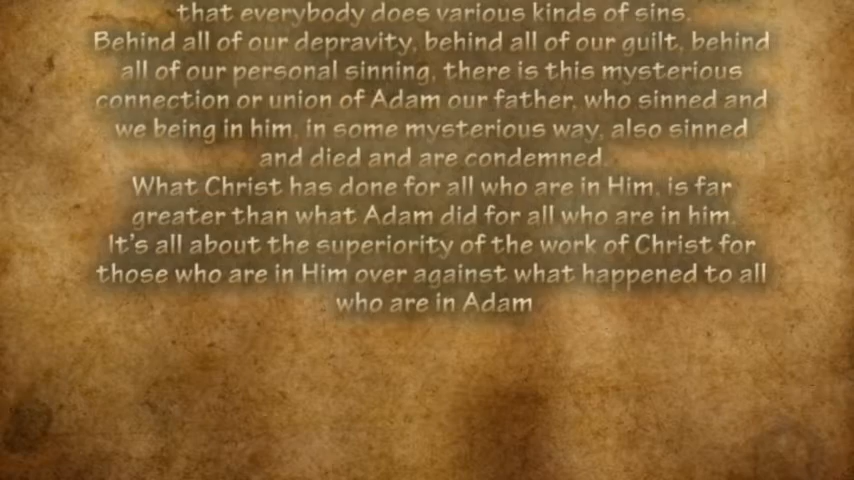 that everybody does various kinds of sins.
Behind all of our depravity, behind all of our guilt, behind
all of our personal sinning, there is this mysterious
connection or union of Adam our father, who sinned and
we being in him, in some mysterious way, also sinned
and died and are condemned.
What Christ has done for all who are in Him, is far
greater than what Adam did for all who are in him.
It's all about the superiority of the work of Christ for
those who are in Him over against what happened to all
who are in Adam